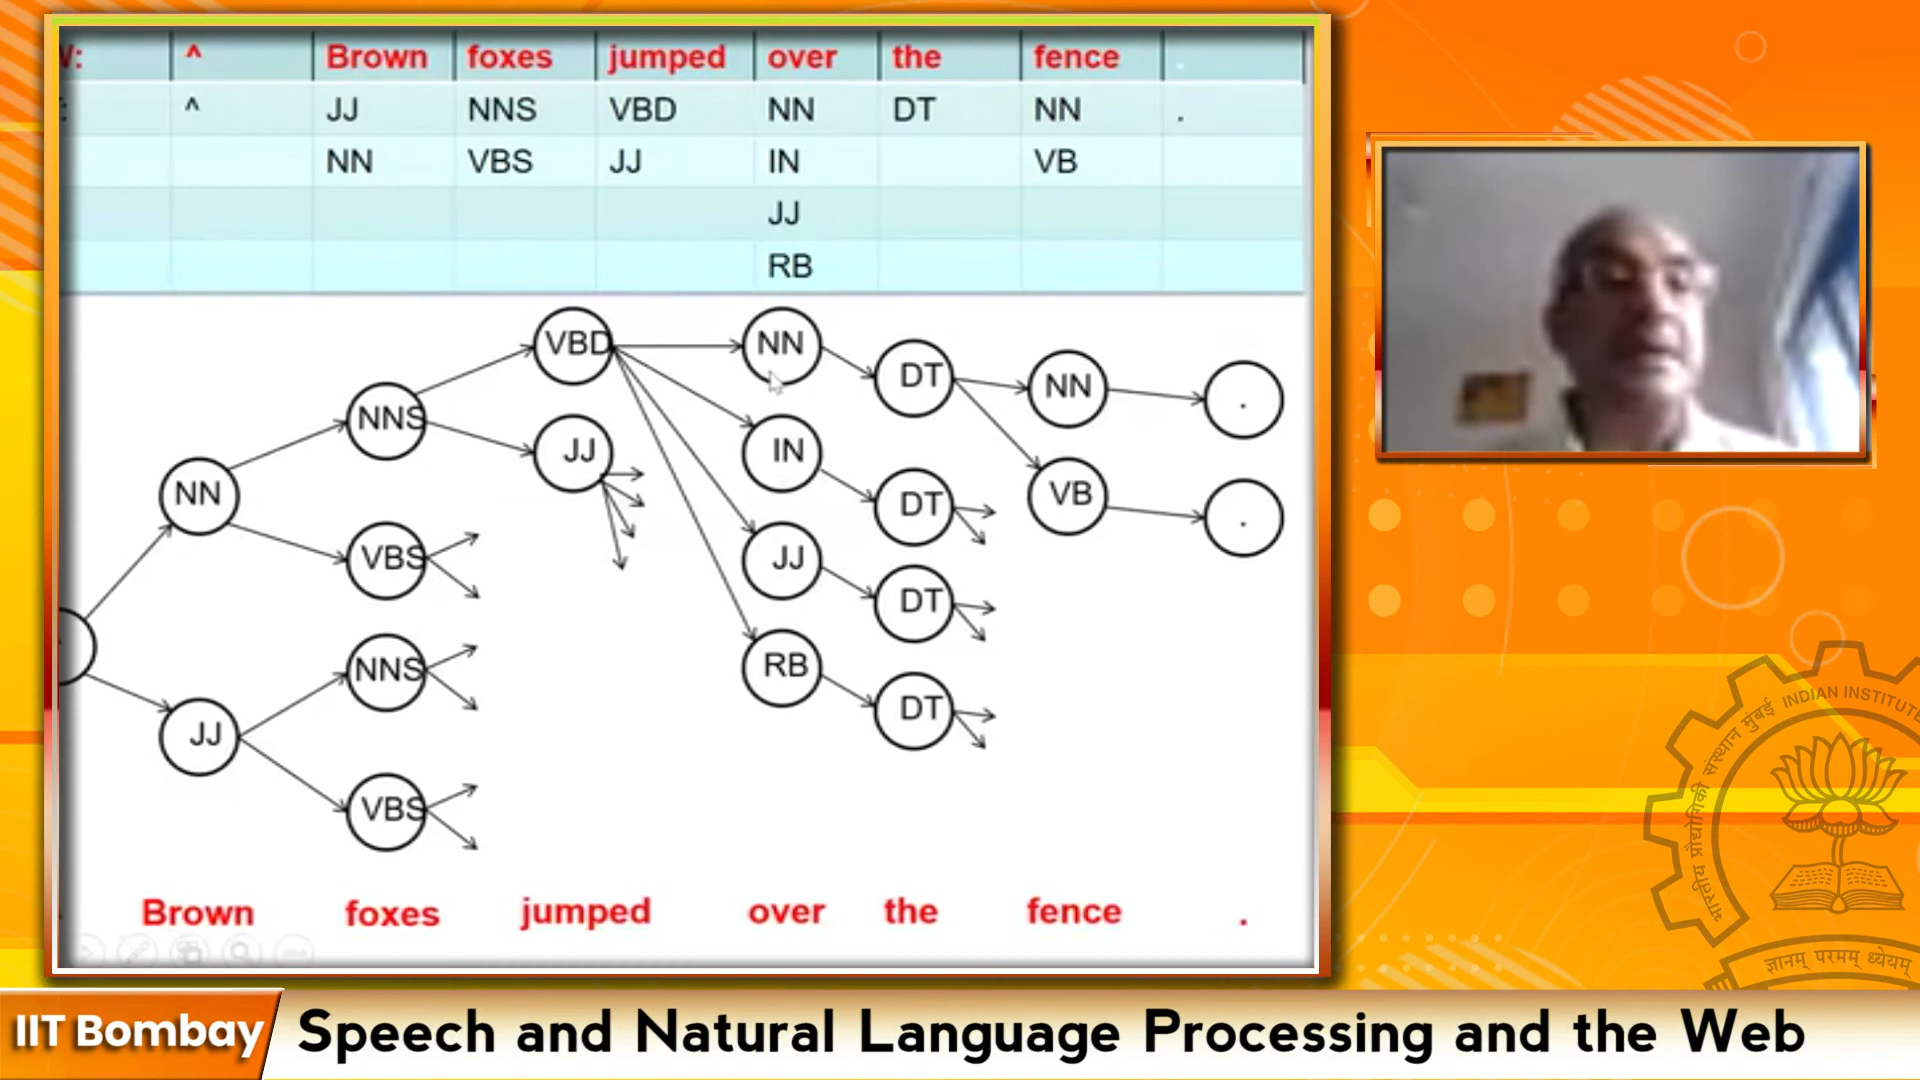 W: ^ Brown foxes jumped over the fence .
: ^ JJ NNS VBD NN DT NN .
NN VBS JJ IN VB
JJ
RB
VBD NN
DT
NN
.
NNS
JJ
IN
NN
DT
VB
.
VBS
JJ
DT
NNS
RB
DT
JJ
VBS
Brown foxes jumped over the fence .
INDIAN INSTITUTE
भारतीय प्रौद्योगिकी संस्थान मुंबई
ज्ञानम् परमम् ध्येयम्
IIT Bombay
Speech and Natural Language Processing and the Web